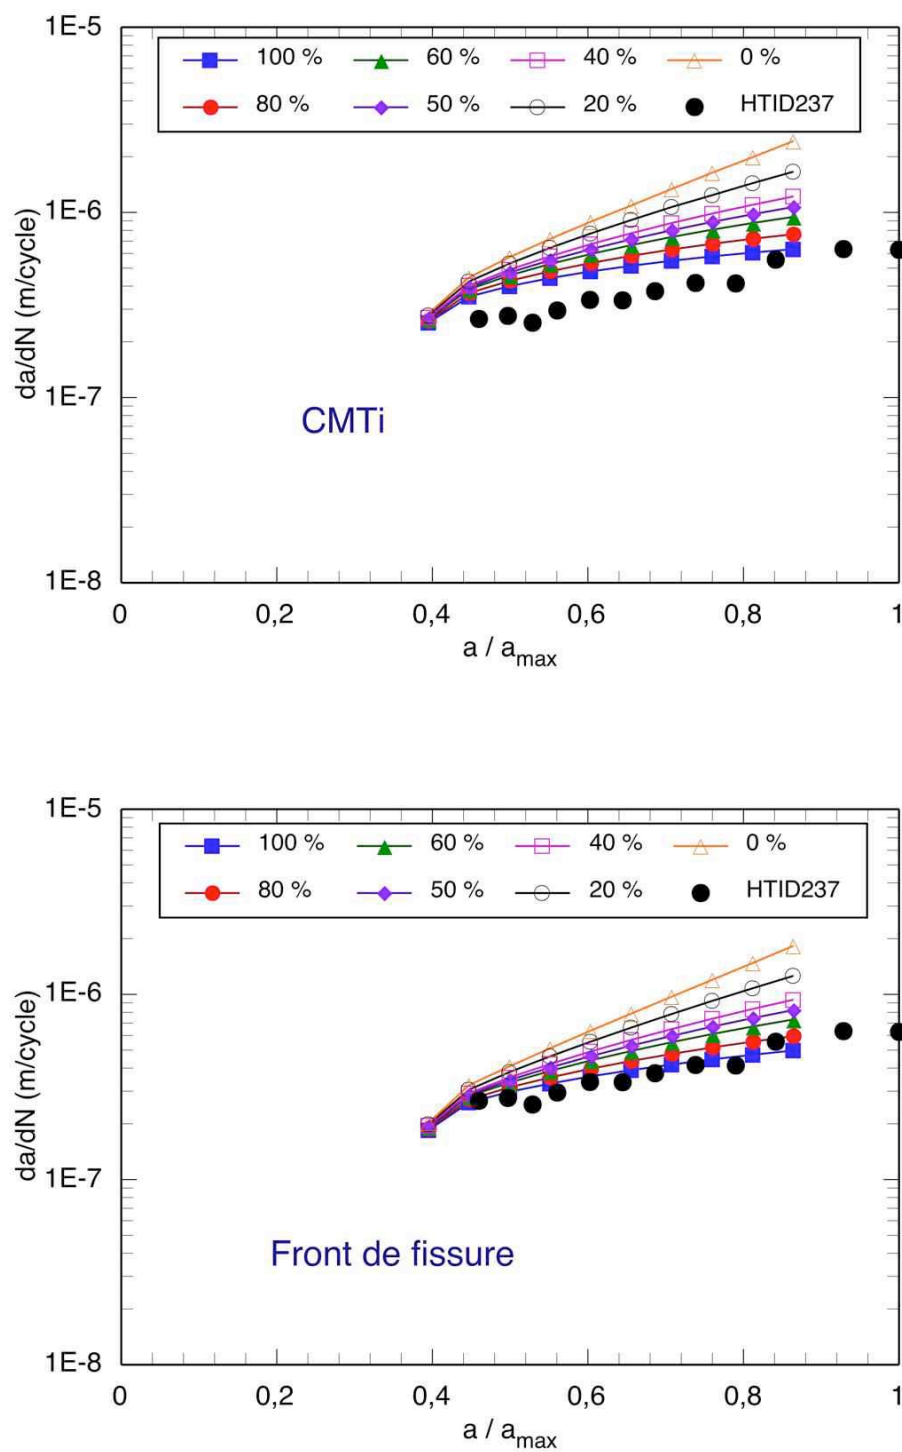 1E-5
100 % 60 % 40 % 0 %
80 % 50 % 20 % HTID237
da/dN (m/cycle)
1E-6
1E-7
CMTi
1E-8
0 0,2 0,4 0,6 0,8 1
a / amax
1E-5
100 % 60 % 40 % 0 %
80 % 50 % 20 % HTID237
da/dN (m/cycle)
1E-6
1E-7
Front de fissure
1E-8
0 0,2 0,4 0,6 0,8 1
a / amax